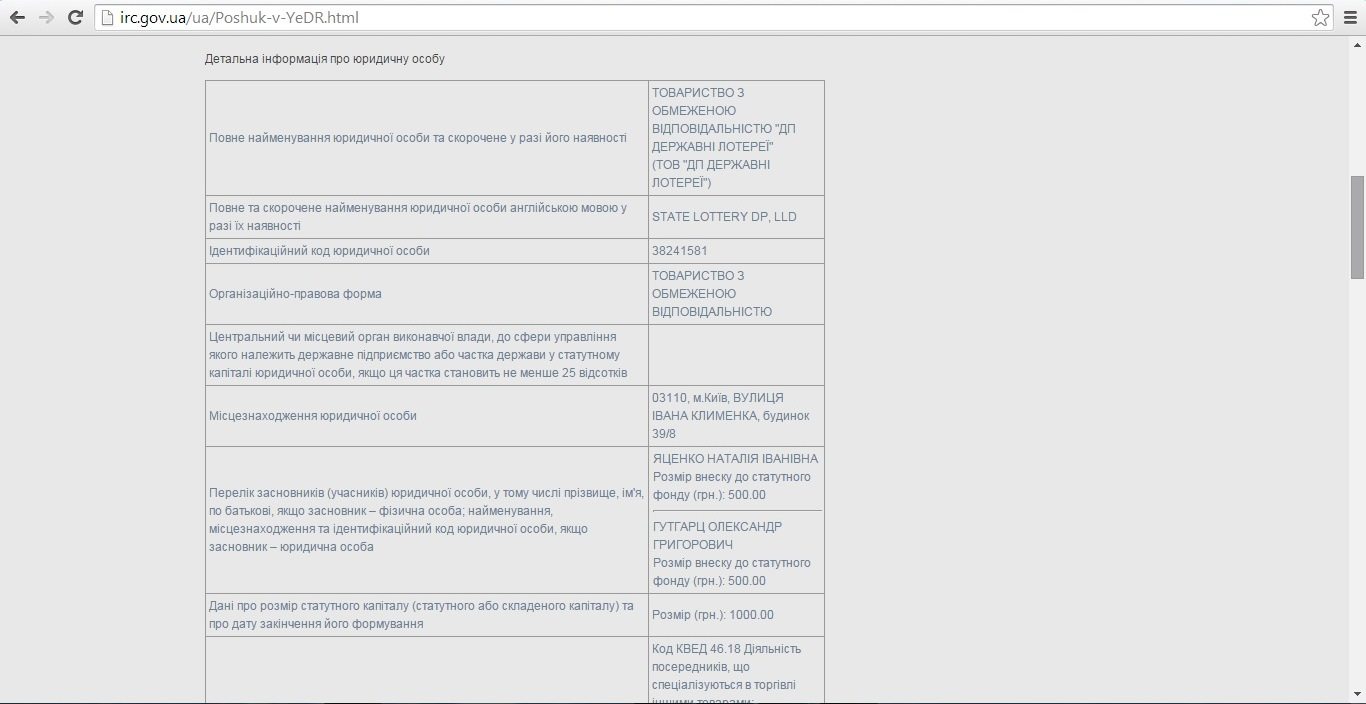 irc.gov.ua/ua/Poshuk-v-YeDR.html
Детальна інформація про юридичну особу
Повне найменування юридичної особи та скорочене у разі його наявності
ТОВАРИСТВО З
ОБМЕЖЕНОЮ
ВІДПОВІДАЛЬНІСТЮ "ДП
ДЕРЖАВНІ ЛОТЕРЕЇ"
(ТОВ "ДП ДЕРЖАВНІ
ЛОТЕРЕЇ")
Повне та скорочене найменування юридичної особи англійською мовою у
разі їх наявності
STATE LOTTERY DP, LLD
Ідентифікаційний код юридичної особи
38241581
Організаційно-правова форма
ТОВАРИСТВО З
ОБМЕЖЕНОЮ
ВІДПОВІДАЛЬНІСТЮ
Центральний чи місцевий орган виконавчої влади, до сфери управління
якого належить державне підприємство або частка держави у статутному
капіталі юридичної особи, якщо ця частка становить не менше 25 відсотків
Місцезнаходження юридичної особи
03110, м.Київ, ВУЛИЦЯ
ІВАНА КЛИМЕНКА, будинок
39/8
Перелік засновників (учасників) юридичної особи, у тому числі прізвище, ім'я,
по батькові, якщо засновник – фізична особа; найменування,
місцезнаходження та ідентифікаційний код юридичної особи, якщо
засновник – юридична особа
ЯЦЕНКО НАТАЛІЯ ІВАНІВНА
Розмір внеску до статутного
фонду (грн.): 500.00
ГУТГАРЦ ОЛЕКСАНДР
ГРИГОРОВИЧ
Розмір внеску до статутного
фонду (грн.): 500.00
Дані про розмір статутного капіталу (статутного або складеного капіталу) та
про дату закінчення його формування
Розмір (грн.): 1000.00
Код КВЕД 46.18 Діяльність
посередників, що
спеціалізуються в торгівлі
іншими товарами;